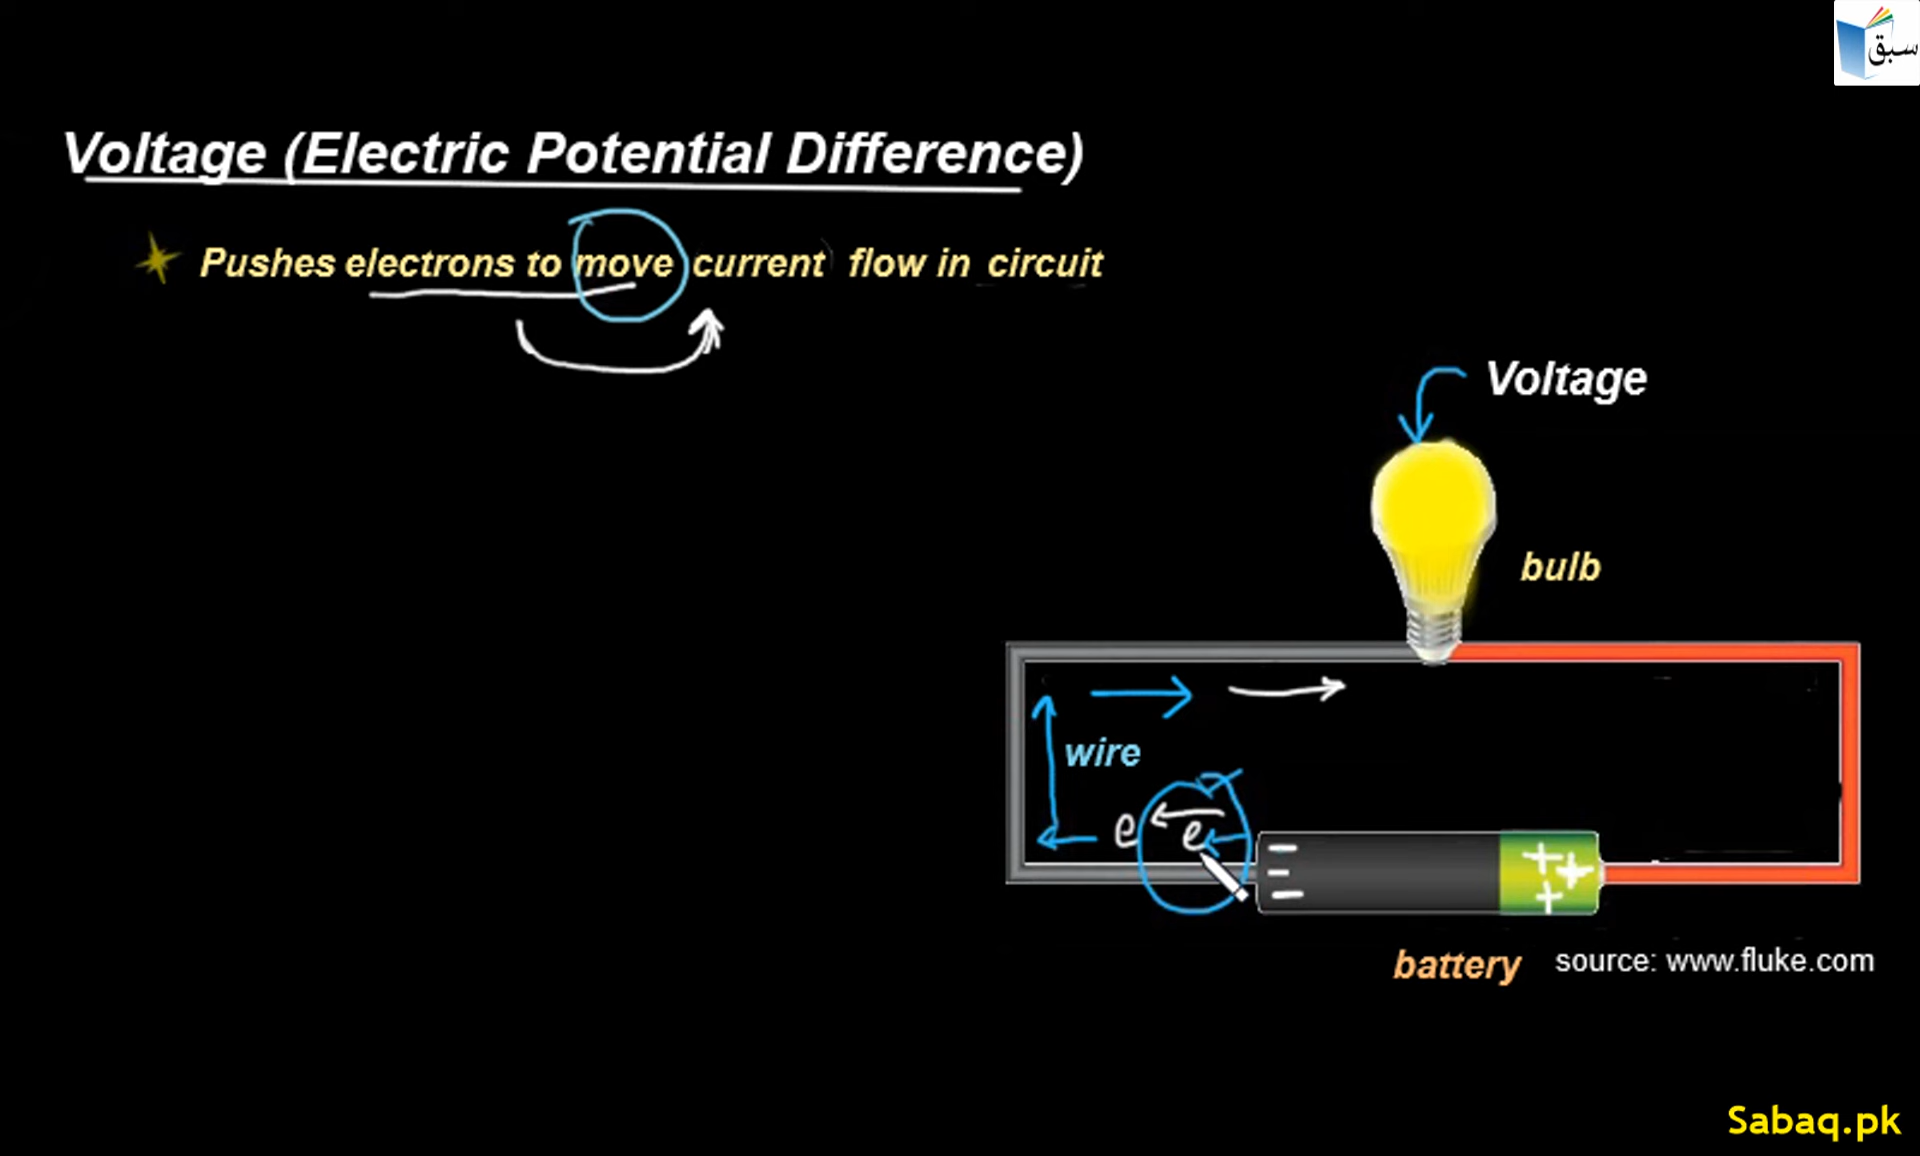 سبق
Voltage (Electric Potential Difference)
Pushes electrons to move current flow in circuit
Voltage
bulb
wire
e e
- - -
+ + +
battery
source: www.fluke.com
Sabaq.pk